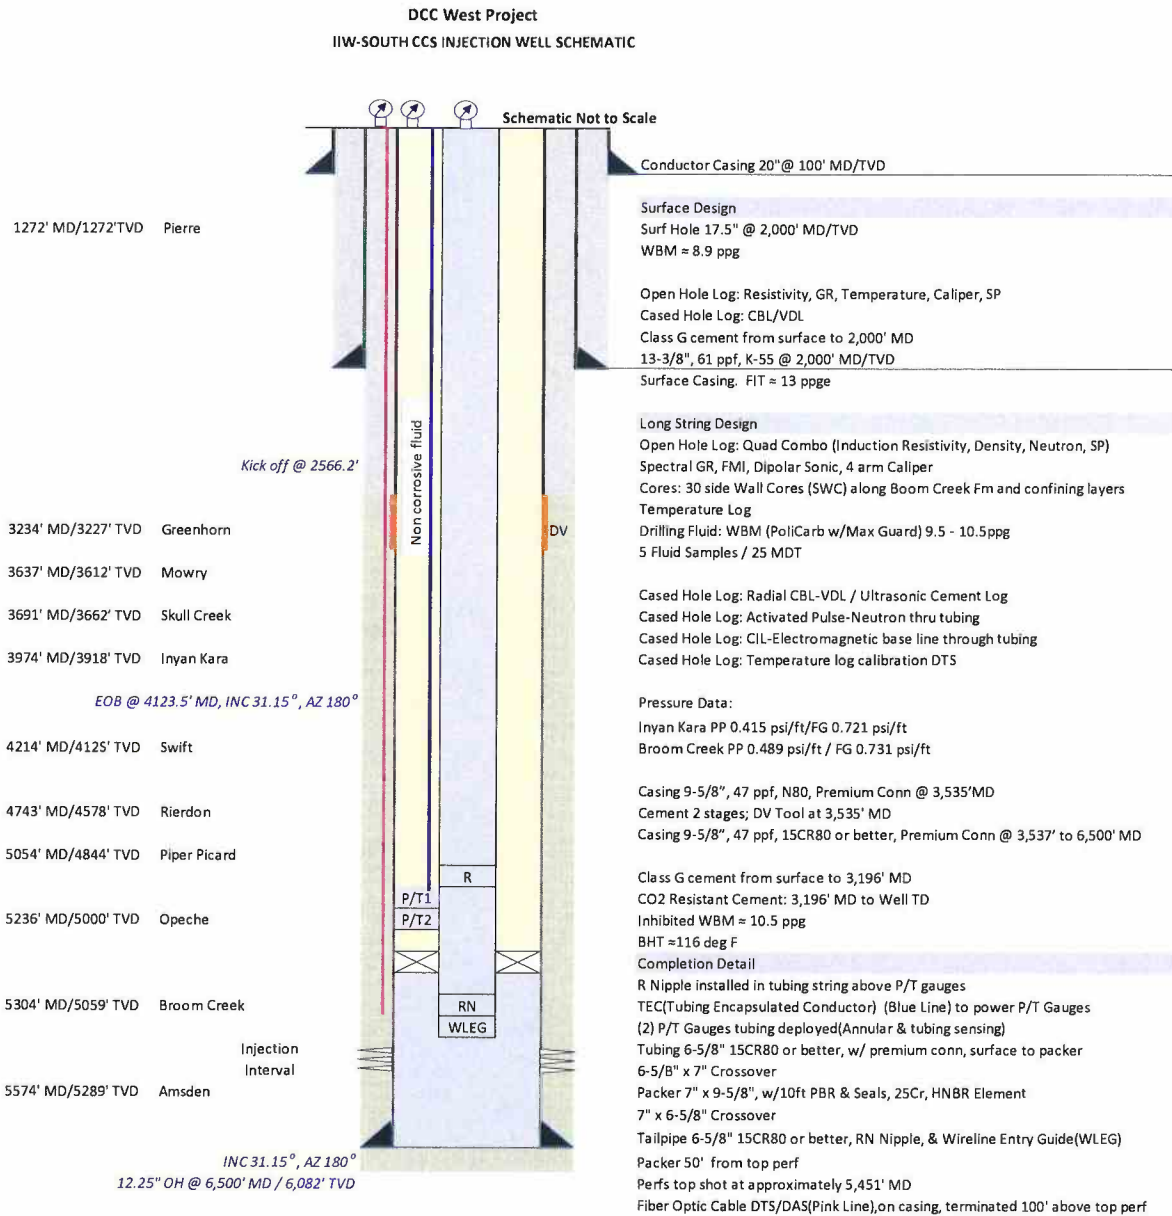 DCC West Project
IIW-SOUTH CCS INJECTION WELL SCHEMATIC
Schematic Not to Scale
Conductor Casing 20"@ 100' MD/TVD
1272' MD/1272'TVD Pierre
Surface Design
Surf Hole 17.5" @ 2,000' MD/TVD
WBM ≈ 8.9 ppg
Open Hole Log: Resistivity, GR, Temperature, Caliper, SP
Cased Hole Log: CBL/VDL
Class G cement from surface to 2,000' MD
13-3/8", 61 ppf, K-55 @ 2,000' MD/TVD
Surface Casing. FIT ≈ 13 ppge
Non corrosive fluid
Kick off @ 2566.2'
Long String Design
Open Hole Log: Quad Combo (Induction Resistivity, Density, Neutron, SP)
Spectral GR, FMI, Dipolar Sonic, 4 arm Caliper
Cores: 30 side Wall Cores (SWC) along Boom Creek Fm and confining layers
Temperature Log
Drilling Fluid: WBM (PoliCarb w/Max Guard) 9.5 - 10.5ppg
5 Fluid Samples / 25 MDT
DV
3234' MD/3227' TVD Greenhorn
3637' MD/3612' TVD Mowry
3691' MD/3662' TVD Skull Creek
3974' MD/3918' TVD Inyan Kara
Cased Hole Log: Radial CBL-VDL / Ultrasonic Cement Log
Cased Hole Log: Activated Pulse-Neutron thru tubing
Cased Hole Log: CIL-Electromagnetic base line through tubing
Cased Hole Log: Temperature log calibration DTS
EOB @ 4123.5' MD, INC 31.15°, AZ 180°
Pressure Data:
Inyan Kara PP 0.415 psi/ft/FG 0.721 psi/ft
Broom Creek PP 0.489 psi/ft / FG 0.731 psi/ft
4214' MD/4125' TVD Swift
4743' MD/4578' TVD Rierdon
5054' MD/4844' TVD Piper Picard
Casing 9-5/8", 47 ppf, N80, Premium Conn @ 3,535'MD
Cement 2 stages; DV Tool at 3,535' MD
Casing 9-5/8", 47 ppf, 15CR80 or better, Premium Conn @ 3,537' to 6,500' MD
R
P/T1
P/T2
5236' MD/5000' TVD Opeche
Class G cement from surface to 3,196' MD
CO2 Resistant Cement: 3,196' MD to Well TD
Inhibited WBM ≈ 10.5 ppg
BHT ≈116 deg F
Completion Detail
R Nipple installed in tubing string above P/T gauges
TEC(Tubing Encapsulated Conductor) (Blue Line) to power P/T Gauges
(2) P/T Gauges tubing deployed(Annular & tubing sensing)
Tubing 6-5/8" 15CR80 or better, w/ premium conn, surface to packer
6-5/8" x 7" Crossover
Packer 7" x 9-5/8", w/10ft PBR & Seals, 25Cr, HNBR Element
7" x 6-5/8" Crossover
Tailpipe 6-5/8" 15CR80 or better, RN Nipple, & Wireline Entry Guide(WLEG)
Packer 50' from top perf
Perfs top shot at approximately 5,451' MD
Fiber Optic Cable DTS/DAS(Pink Line),on casing, terminated 100' above top perf
5304' MD/5059' TVD Broom Creek
RN
WLEG
Injection
Interval
5574' MD/5289' TVD Amsden
INC 31.15°, AZ 180°
12.25" OH @ 6,500' MD / 6,082' TVD